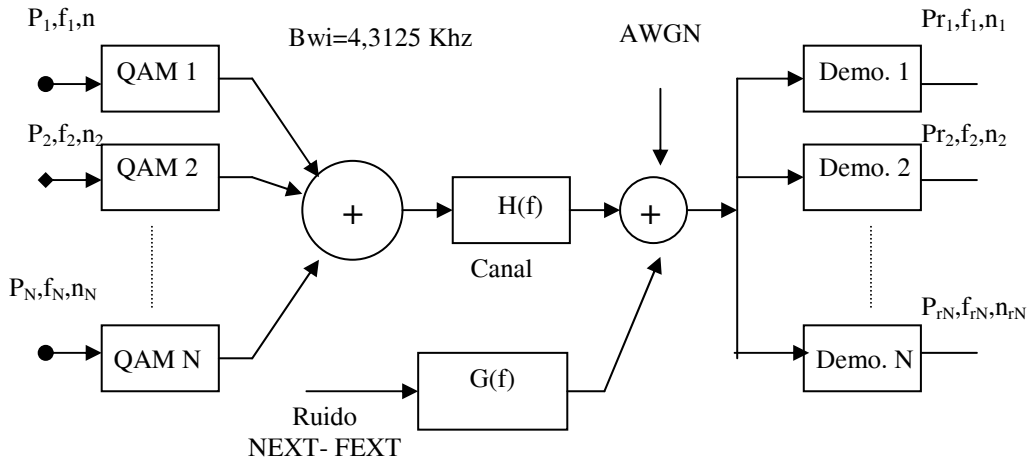 P1,f1,n
Bwi=4,3125 Khz
AWGN
Pr1,f1,n1
QAM 1
Demo. 1
P2,f2,n2
Pr2,f2,n2
QAM 2
Demo. 2
+
H(f)
+
Canal
PN,fN,nN
PrN,frN,nrN
QAM N
G(f)
Demo. N
Ruido
NEXT- FEXT